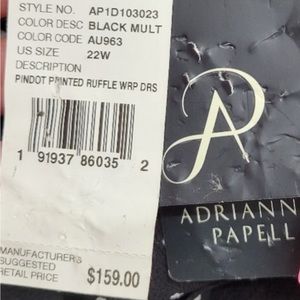 STYLE NO. AP1D103023
COLOR DESC BLACK MULT
COLOR CODE AU963
US SIZE 22W
DESCRIPTION
PINDOT PRINTED RUFFLE WRP DRS
1 91937 86035 2
MANUFACTURER'S
SUGGESTED
RETAIL PRICE $159.00
AP
ADRIANN
PAPELL